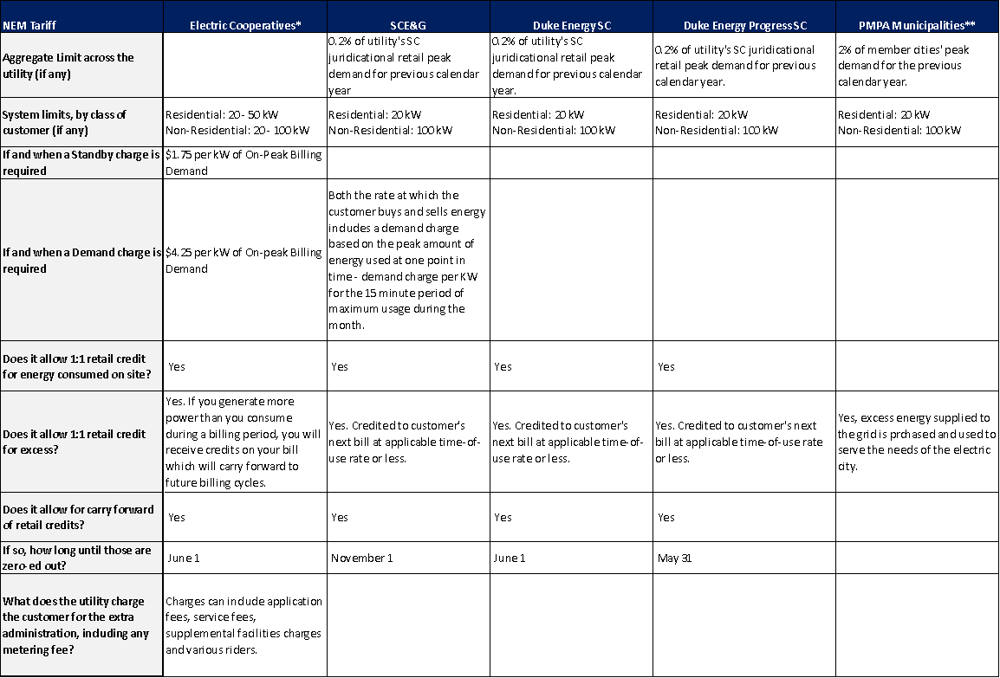 NEM Tariff
Electric Cooperatives*
SCE&G
Duke Energy SC
Duke Energy Progress SC
PMPA Municipalities**
Aggregate Limit across the
utility (if any)
0.2% of utility's SC
juridicational retail peak
demand for previous calendar
year
0.2% of utility's SC
juridicational retail peak
demand for previous calendar
year.
0.2% of utility's SC juridicational
retail peak demand for previous
calendar year.
2% of member cities' peak
demand for the previous
calendar year.
System limits, by class of
customer (if any)
Residential: 20- 50 kW
Non-Residential: 20- 100 kW
Residential: 20 kW
Non-Residential: 100 kW
Residential: 20 kW
Non-Residential: 100 kW
Residential: 20 kW
Non-Residential: 100 kW
Residential: 20 kW
Non-Residential: 100 kW
If and when a Standby charge is
required
$1.75 per kW of On-Peak Billing
Demand
If and when a Demand charge is
required
$4.25 per kW of On-peak Billing
Demand
Both the rate at which the
customer buys and sells energy
includes a demand charge
based on the peak amount of
energy used at one point in
time - demand charge per KW
for the 15 minute period of
maximum usage during the
month.
Does it allow 1:1 retail credit
for energy consumed on site?
Yes
Yes
Yes
Yes
Does it allow 1:1 retail credit
for excess?
Yes. If you generate more
power than you consume
during a billing period, you will
receive credits on your bill
which will carry forward to
future billing cycles.
Yes. Credited to customer's
next bill at applicable time-of-
use rate or less.
Yes. Credited to customer's
next bill at applicable time-of-
use rate or less.
Yes. Credited to customer's next
bill at applicable time-of-use rate
or less.
Yes, excess energy supplied to
the grid is prchased and used to
serve the needs of the electric
city.
Does it allow for carry forward
of retail credits?
Yes
Yes
Yes
Yes
If so, how long until those are
zero-ed out?
June 1
November 1
June 1
May 31
What does the utility charge
the customer for the extra
administration, including any
metering fee?
Charges can include application
fees, service fees,
supplemental facilities charges
and various riders.